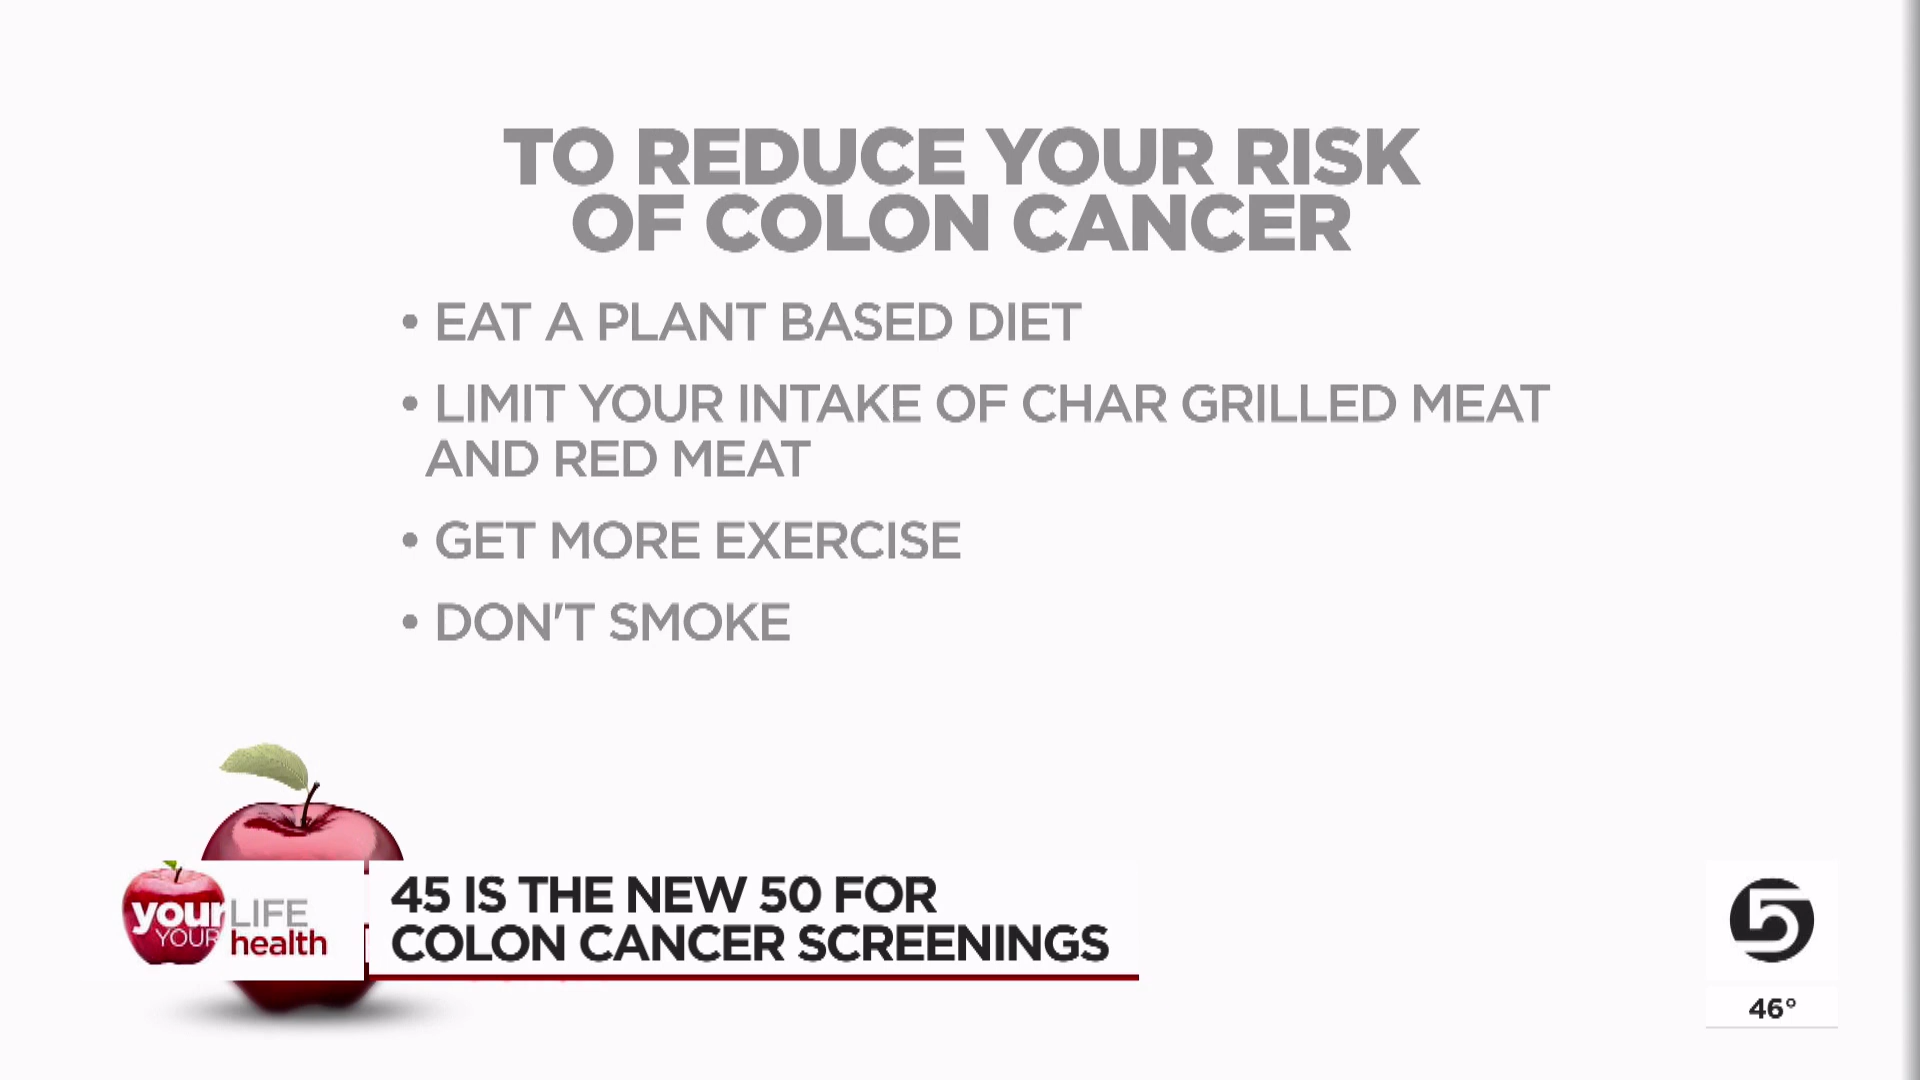 TO REDUCE YOUR RISK
OF COLON CANCER
• EAT A PLANT BASED DIET
• LIMIT YOUR INTAKE OF CHAR GRILLED MEAT
AND RED MEAT
• GET MORE EXERCISE
• DON'T SMOKE
your LIFE
YOUR health
45 IS THE NEW 50 FOR
COLON CANCER SCREENINGS
5
46°